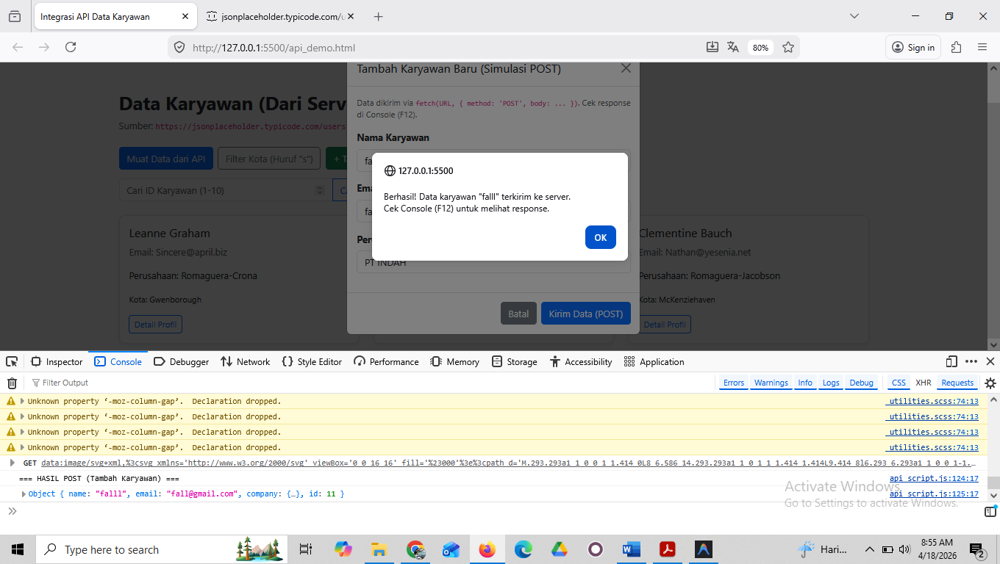 Integrasi API Data Karyawan
jsonplaceholder.typicode.com/u
http://127.0.0.1:5500/api_demo.html
80%
Sign in
Tambah Karyawan Baru (Simulasi POST)
Data dikirim via fetch(URL, { method: 'POST', body: ... }). Cek response
di Console (F12).
Data Karyawan (Dari Serv
Sumber: https://jsonplaceholder.typicode.com/users
Nama Karyawan
Muat Data dari API
Filter Kota (Huruf "s")
+ T
fa
127.0.0.1:5500
Ema
Cari ID Karyawan (1-10)
C
Berhasil! Data karyawan "falll" terkirim ke server.
Cek Console (F12) untuk melihat response.
fa
OK
Per
PT INDAH
Leanne Graham
Email: Sincere@april.biz
Perusahaan: Romaguera-Crona
Kota: Gwenborough
Detail Profil
Clementine Bauch
Email: Nathan@yesenia.net
Perusahaan: Romaguera-Jacobson
Kota: McKenziehaven
Detail Profil
Batal
Kirim Data (POST)
Inspector
Console
Debugger
Network
Style Editor
Performance
Memory
Storage
Accessibility
Application
Filter Output
Errors
Warnings
Info
Logs
Debug
CSS
XHR
Requests
Unknown property ‘-moz-column-gap’. Declaration dropped.
_utilities.scss:74:13
Unknown property ‘-moz-column-gap’. Declaration dropped.
_utilities.scss:74:13
Unknown property ‘-moz-column-gap’. Declaration dropped.
_utilities.scss:74:13
Unknown property ‘-moz-column-gap’. Declaration dropped.
_utilities.scss:74:13
GET data:image/svg+xml,%3csvg xmlns='http://www.w3.org/2000/svg' viewBox='0 0 16 16' fill='%23000'%3e%3cpath d='M.293.293a1 1 0 0 1 1.414 0L8 6.586 14.293.293a1 1 0 1 1 1.414 1.414L9.414 8l6.293 6.293a1 1 0 0 1-1.…
=== HASIL POST (Tambah Karyawan) ===
api_script.js:124:17
Object { name: "falll", email: "fall@gmail.com", company: {…}, id: 11 }
api_script.js:125:17
Activate Windows
Go to Settings to activate Windows.
Type here to search
Hari...
8:55 AM
4/18/2026
2